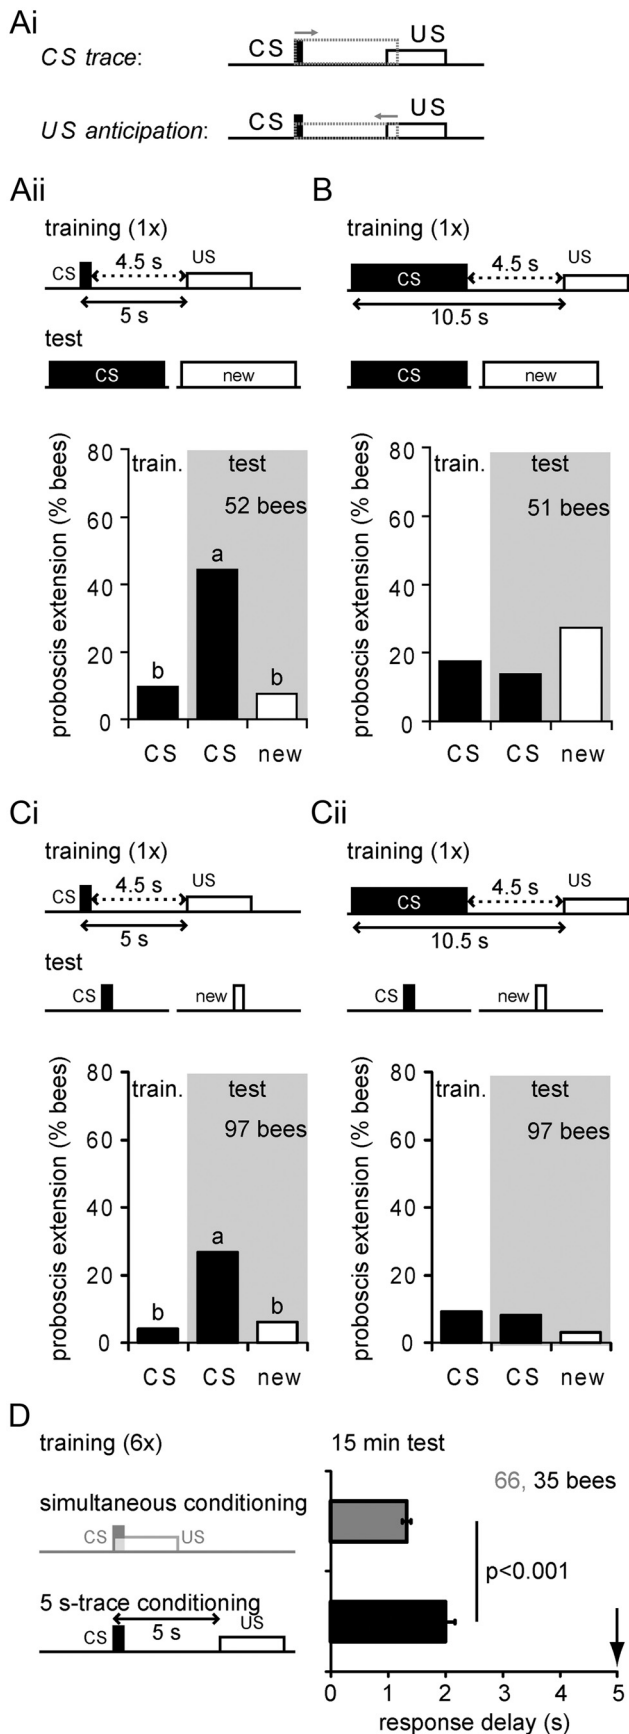 Ai
CS trace:
CS
US
US anticipation:
CS
US
Aii
training (1x)
CS
4.5 s
US
5 s
test
CS
new
80
60
40
20
0
proboscis extension (% bees)
train.
test
52 bees
b
a
b
CS
CS
new
B
training (1x)
CS
4.5 s
US
10.5 s
CS
new
80
60
40
20
0
proboscis extension (% bees)
train.
test
51 bees
CS
CS
new
Ci
training (1x)
CS
4.5 s
US
5 s
test
CS
new
80
60
40
20
0
proboscis extension (% bees)
train.
test
97 bees
b
a
b
CS
CS
new
Cii
training (1x)
CS
4.5 s
US
10.5 s
CS
new
80
60
40
20
0
proboscis extension (% bees)
train.
test
97 bees
CS
CS
new
D
training (6x)
simultaneous conditioning
CS
US
5 s-trace conditioning
5 s
CS
US
15 min test
66, 35 bees
p<0.001
0 1 2 3 4 5
response delay (s)